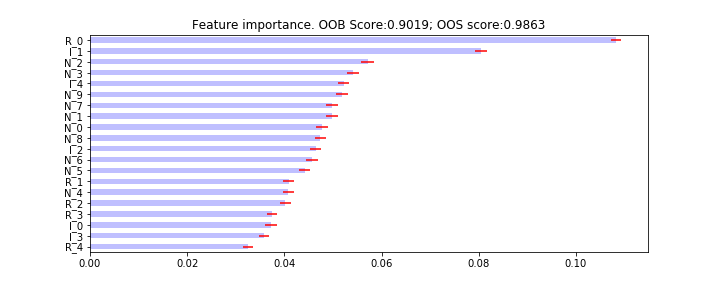 Feature importance. OOB Score:0.9019; OOS score:0.9863
R_0
I_1
N_2
N_3
I_4
N_9
N_7
N_1
N_0
N_8
I_2
N_6
N_5
R_1
N_4
R_2
R_3
I_0
I_3
R_4
0.00 0.02 0.04 0.06 0.08 0.10